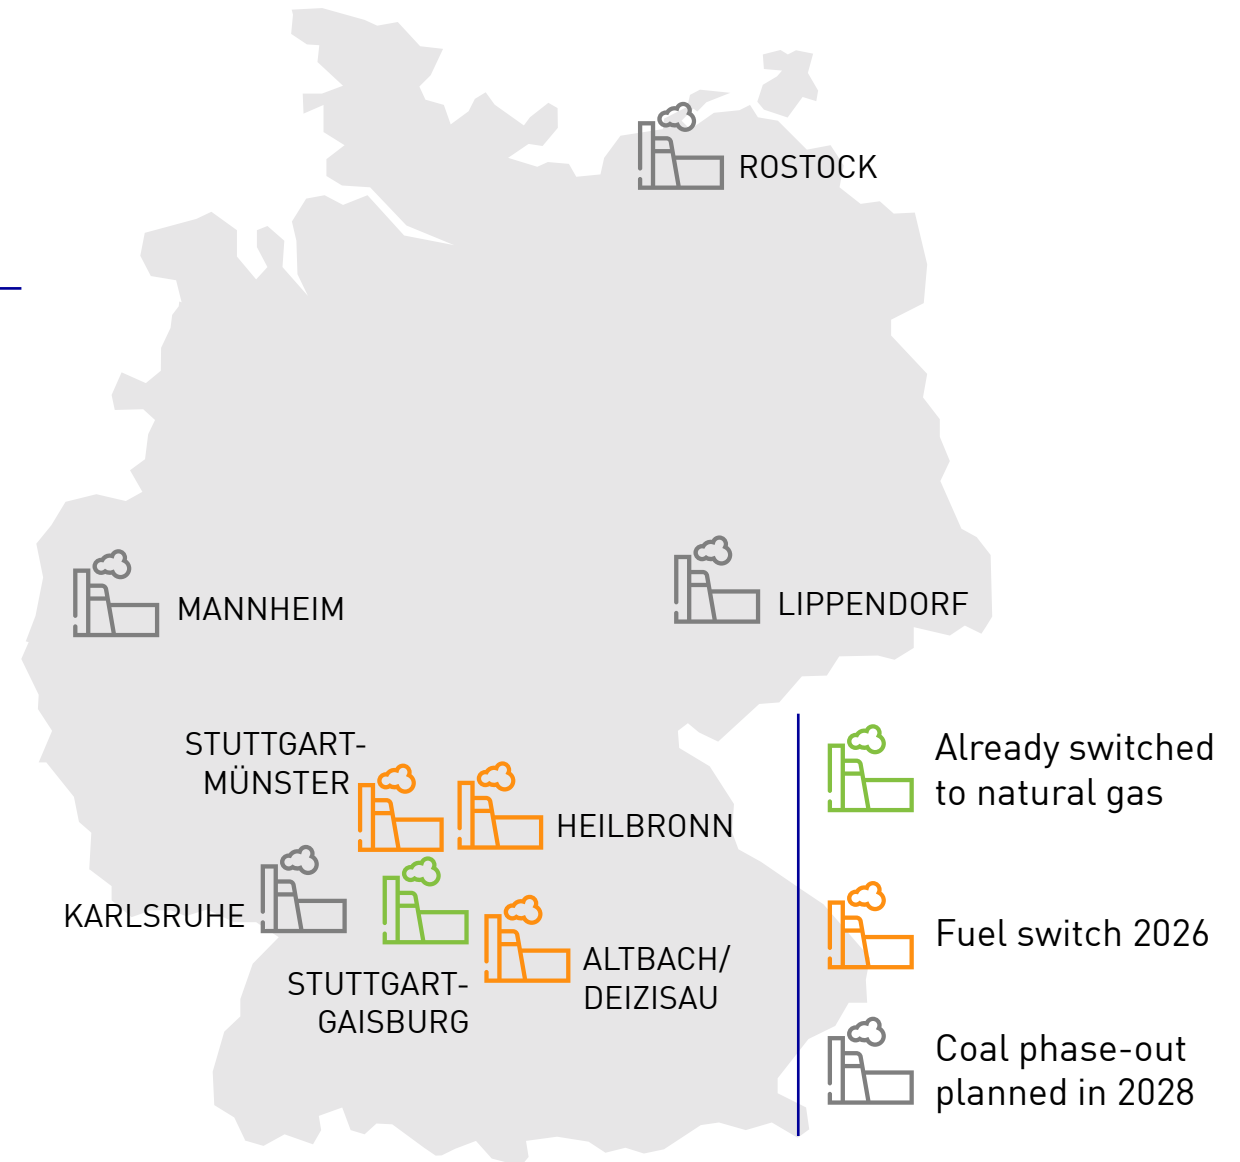 ROSTOCK
MANNHEIM
LIPPENDORF
STUTTGART-
MÜNSTER
HEILBRONN
KARLSRUHE
STUTTGART-
GAISBURG
ALTBACH/
DEIZISAU
Already switched
to natural gas
Fuel switch 2026
Coal phase-out
planned in 2028